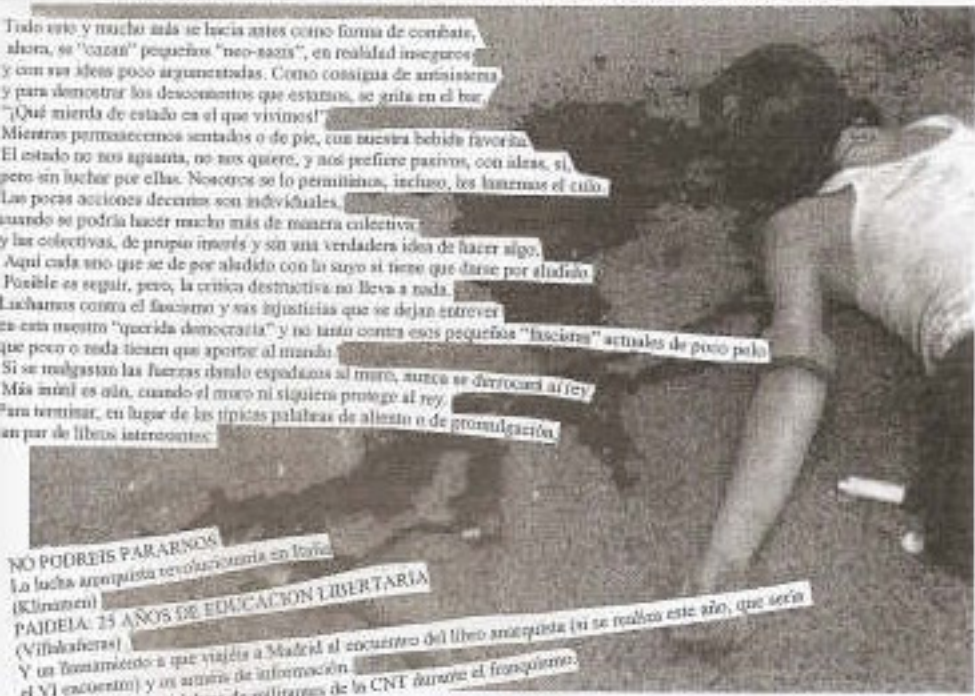 Todo esto y mucho más se hacia antes como forma de combate,
ahora, se "cazan" pequeños "neo-nazis", en realidad inseguros
y con sus ideas poco argumentadas. Como consigna de antisistema
y para demostrar los descontentos que estamos, se grita en el bar
"¡Qué mierda de estado en el que vivimos!"
Mientras permanecemos sentados o de pie, con nuestra bebida favorita.
El estado no nos aguanta, no nos quiere, y nos prefiere pasivos, con ideas, si,
pero sin luchar por ellas. Nosotros se lo permitimos, incluso, les lamemos el culo.
Las pocas acciones decentes son individuales,
cuando se podría hacer mucho más de manera colectiva
y las colectivas, de propio interés y sin una verdadera idea de hacer algo.
Aquí cada uno que se de por aludido con lo suyo si tiene que darse por aludido.
Posible es seguir, pero, la critica destructiva no lleva a nada.
Luchamos contra el fascismo y sus injusticias que se dejan entrever
en esta nuestra "querida democracia" y no tanto contra esos pequeños "fascistas" actuales de poco pelo
que poco o nada tienen que aportar al mundo.
Si se malgastan las fuerzas dando espadazos al muro, nunca se derrocará al rey
Más inútil es aún, cuando el muro ni siquiera protege al rey.
Para terminar, en lugar de las típicas palabras de aliento o de promulgación,
un par de libros interesantes:
NO PODREIS PARARNOS
La lucha anarquista revolucionaria en Italia
(Klinamen)
PAIDEIA: 25 AÑOS DE EDUCACION LIBERTARIA
(Villakañeras)
Y un llamamiento a que viajéis a Madrid al encuentro del libro anarquista (si se realiza este año, que sería
el VI encuentro) y os de información
militantes de la CNT durante el franquismo.